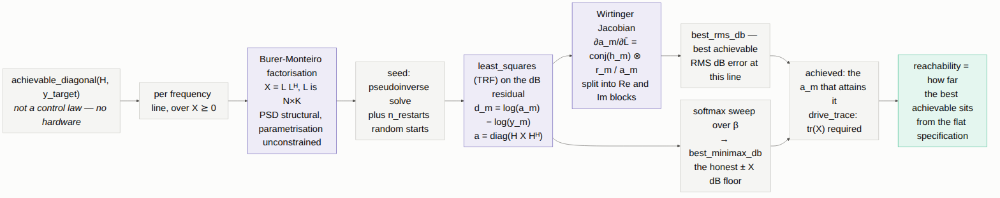 achievable_diagonal(H,
y_target)
not a control law — no
hardware
per frequency
line, over X ⪰ 0
Burer-Monteiro
factorisation
X = L Lᴴ, L is
N×K
PSD structural,
parametrisation
unconstrained
seed:
pseudoinverse
solve
plus n_restarts
random starts
least_squares
(TRF) on the dB
residual
d_m = log(a_m)
− log(y_m)
a = diag(H X Hᴴ)
Wirtinger
Jacobian
∂a_m/∂L̄ =
conj(h_m) ⊗
r_m / a_m
split into Re and
Im blocks
best_rms_db —
best achievable
RMS dB error at
this line
softmax sweep
over β
→
best_minimax_db
the honest ± X
dB floor
achieved: the
a_m that attains
it
drive_trace:
tr(X) required
reachability =
how far
the best
achievable sits
from the flat
specification